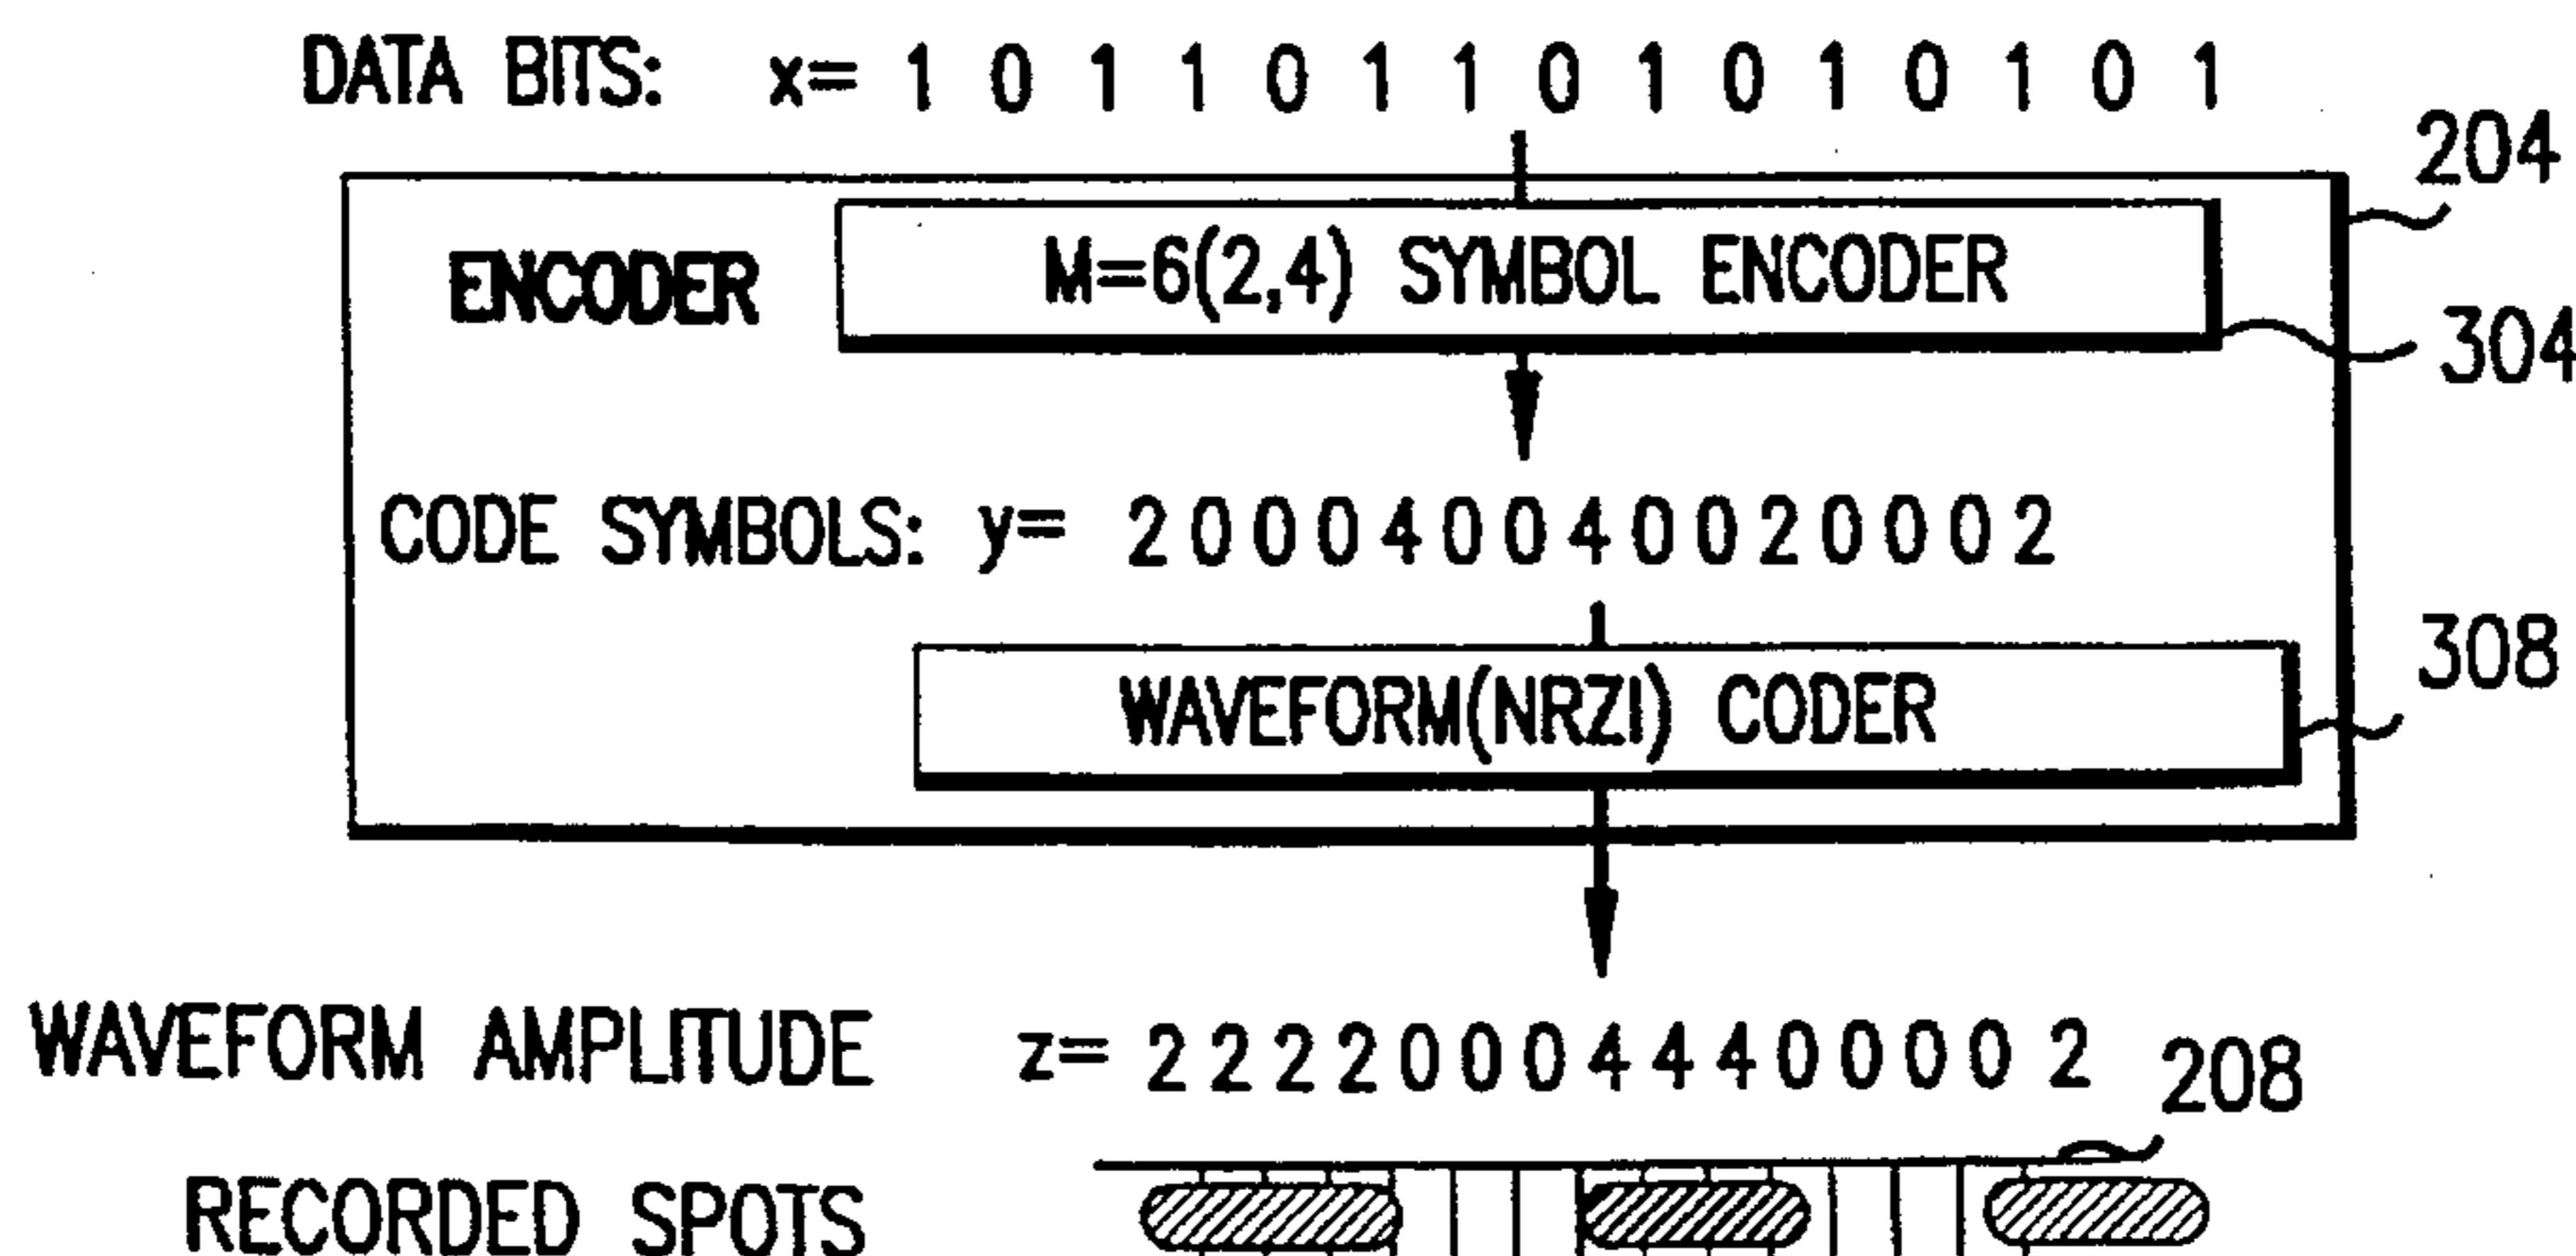 DATA BITS: x= 1 0 1 1 0 1 1 0 1 0 1 0 1 0 1
204
ENCODER M=6(2,4) SYMBOL ENCODER
304
CODE SYMBOLS: y= 2 0 0 0 4 0 0 4 0 0 2 0 0 0 2
308
WAVEFORM(NRZI) CODER
WAVEFORM AMPLITUDE z= 2 2 2 2 0 0 0 4 4 4 0 0 0 0 2
208
RECORDED SPOTS